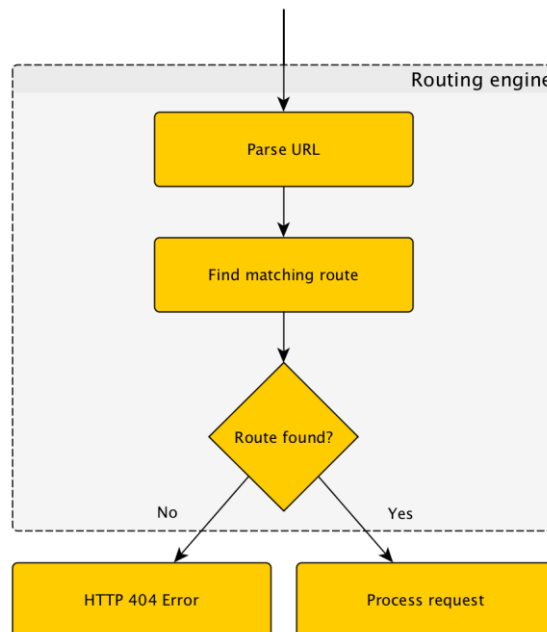 Routing engine
Parse URL
Find matching route
Route found?
No
Yes
HTTP 404 Error
Process request